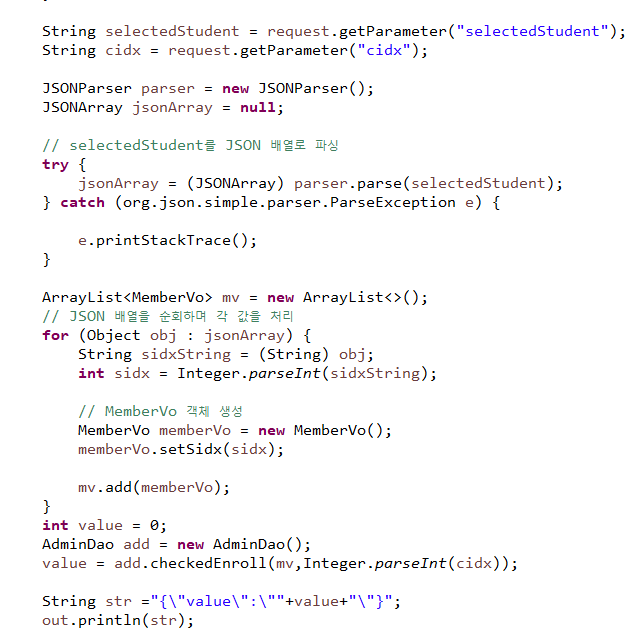 String selectedStudent = request.getParameter("selectedStudent");
String cidx = request.getParameter("cidx");
JSONParser parser = new JSONParser();
JSONArray jsonArray = null;
// selectedStudent를 JSON 배열로 파싱
try {
jsonArray = (JSONArray) parser.parse(selectedStudent);
} catch (org.json.simple.parser.ParseException e) {
e.printStackTrace();
}
ArrayList<MemberVo> mv = new ArrayList<>();
// JSON 배열을 순회하며 각 값을 처리
for (Object obj : jsonArray) {
String sidxString = (String) obj;
int sidx = Integer.parseInt(sidxString);
// MemberVo 객체 생성
MemberVo memberVo = new MemberVo();
memberVo.setSidx(sidx);
mv.add(memberVo);
}
int value = 0;
AdminDao add = new AdminDao();
value = add.checkedEnroll(mv,Integer.parseInt(cidx));
String str ="{\"value\":\""+value+"\"}";
out.println(str);